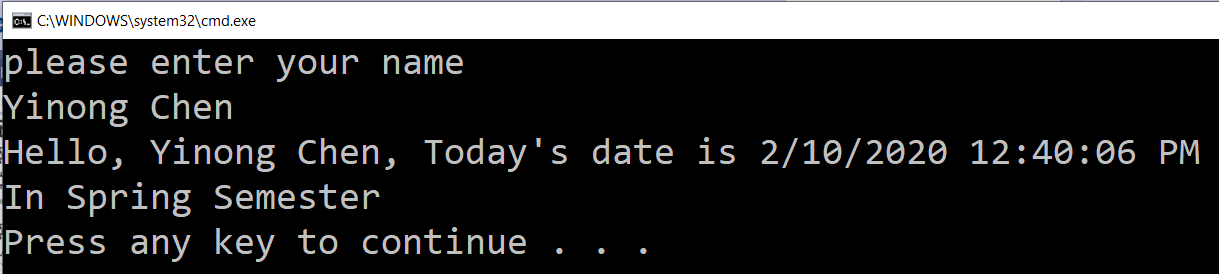 C:\WINDOWS\system32\cmd.exe
please enter your name
Yinong Chen
Hello, Yinong Chen, Today's date is 2/10/2020 12:40:06 PM
In Spring Semester
Press any key to continue . . .